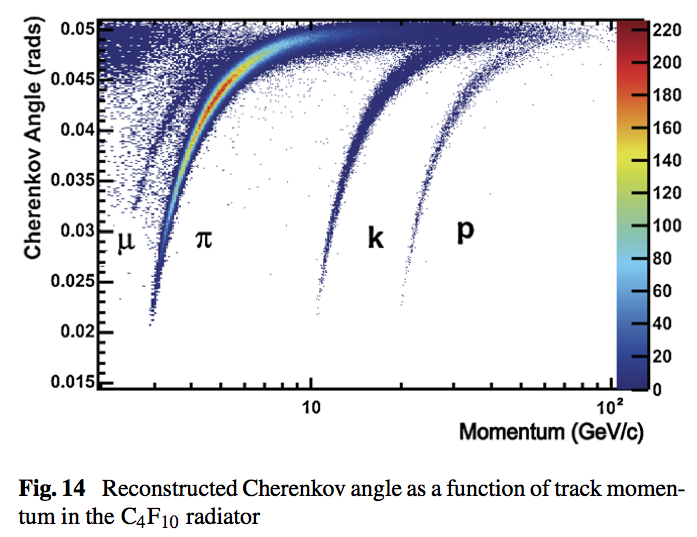 Cherenkov Angle (rads)
0.05
0.045
0.04
0.035
0.03
0.025
0.02
0.015
μ
π
k
p
10
10²
Momentum (GeV/c)
220
200
180
160
140
120
100
80
60
40
20
0
Fig. 14 Reconstructed Cherenkov angle as a function of track momen-
tum in the C₄F₁₀ radiator